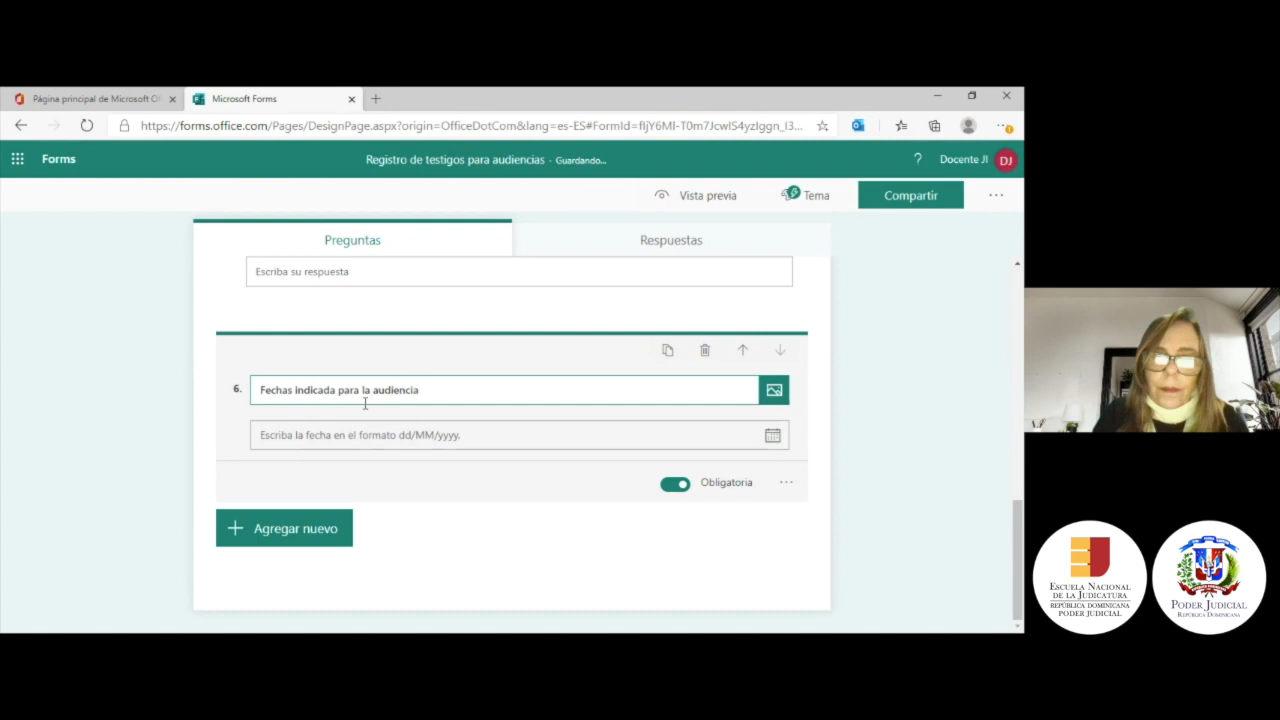 Página principal de Microsoft Of
Microsoft Forms
https://forms.office.com/Pages/DesignPage.aspx?origin=OfficeDotCom&lang=es-ES#FormId=
Forms
Registro de testigos para audiencias - Guardando...
?
Docente JI
DJ
Vista previa
Tema
Compartir
Preguntas
Respuestas
Escriba su respuesta
6.
Fechas indicada para la audiencia
Escriba la fecha en el formato dd/MM/yyyy.
Obligatoria
Agregar nuevo
ESCUELA NACIONAL
DE LA JUDICATURA
REPÚBLICA DOMINICANA
PODER JUDICIAL
PODER JUDICIAL
REPÚBLICA DOMINICANA